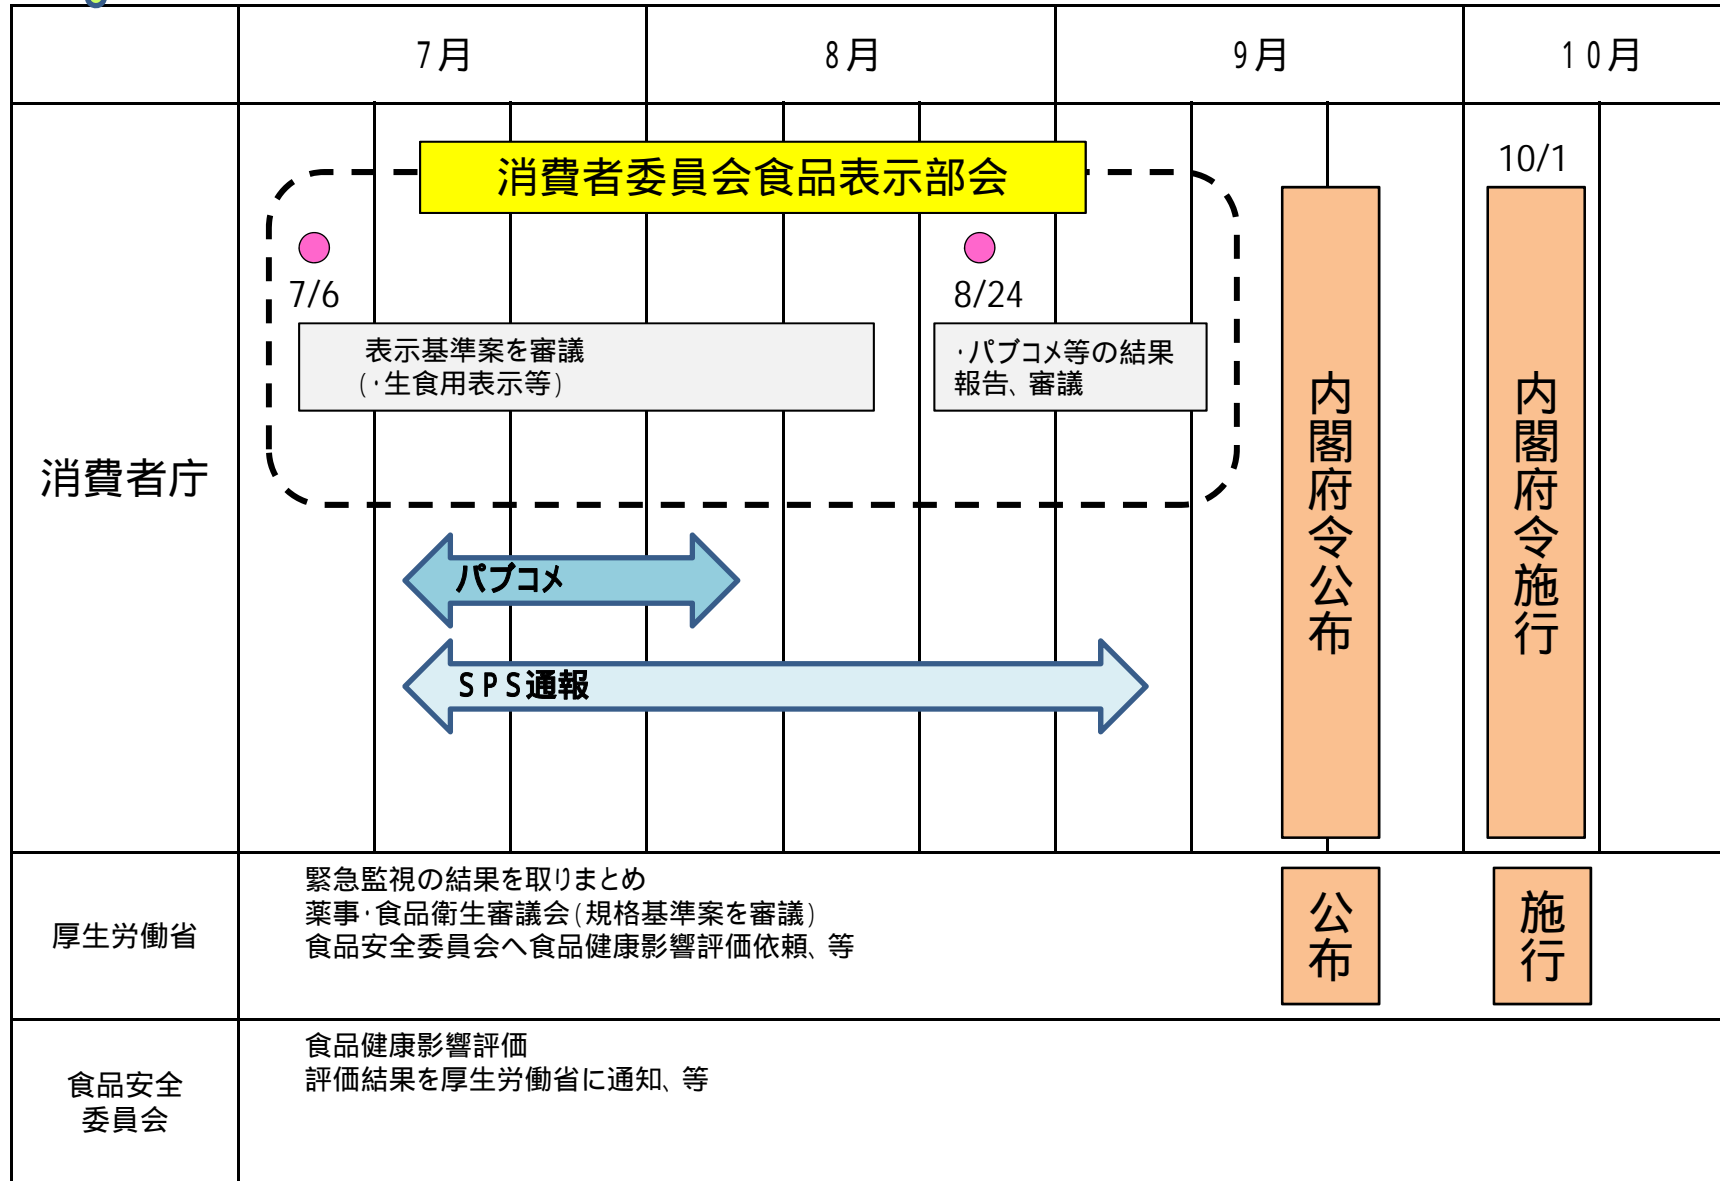 7月
8月
9月
10月
消費者庁
消費者委員会食品表示部会
7/6
8/24
表示基準案を審議
(・生食用表示等)
・パブコメ等の結果
報告、審議
パブコメ
SPS通報
内閣府令公布
10/1
内閣府令施行
厚生労働省
緊急監視の結果を取りまとめ
薬事・食品衛生審議会(規格基準案を審議)
食品安全委員会へ食品健康影響評価依頼、等
公布
施行
食品安全
委員会
食品健康影響評価
評価結果を厚生労働省に通知、等